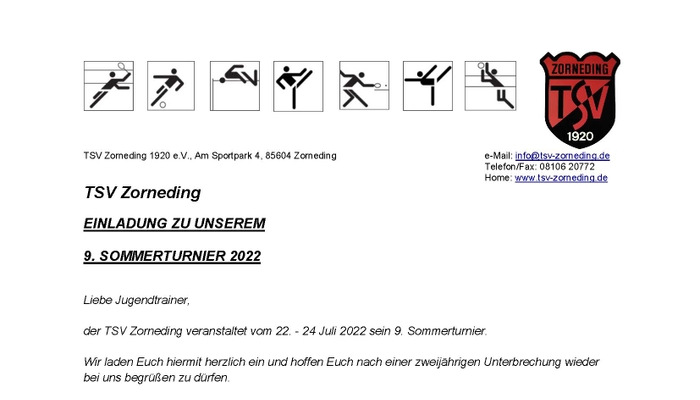 ZORNEDING
TSV
1920
TSV Zorneding 1920 e.V., Am Sportpark 4, 85604 Zorneding
e-Mail: info@tsv-zorneding.de
Telefon/Fax: 08106 20772
Home: www.tsv-zorneding.de
TSV Zorneding
EINLADUNG ZU UNSEREM
9. SOMMERTURNIER 2022
Liebe Jugendtrainer,
der TSV Zorneding veranstaltet vom 22. - 24 Juli 2022 sein 9. Sommerturnier.
Wir laden Euch hiermit herzlich ein und hoffen Euch nach einer zweijährigen Unterbrechung wieder
bei uns begrüßen zu dürfen.